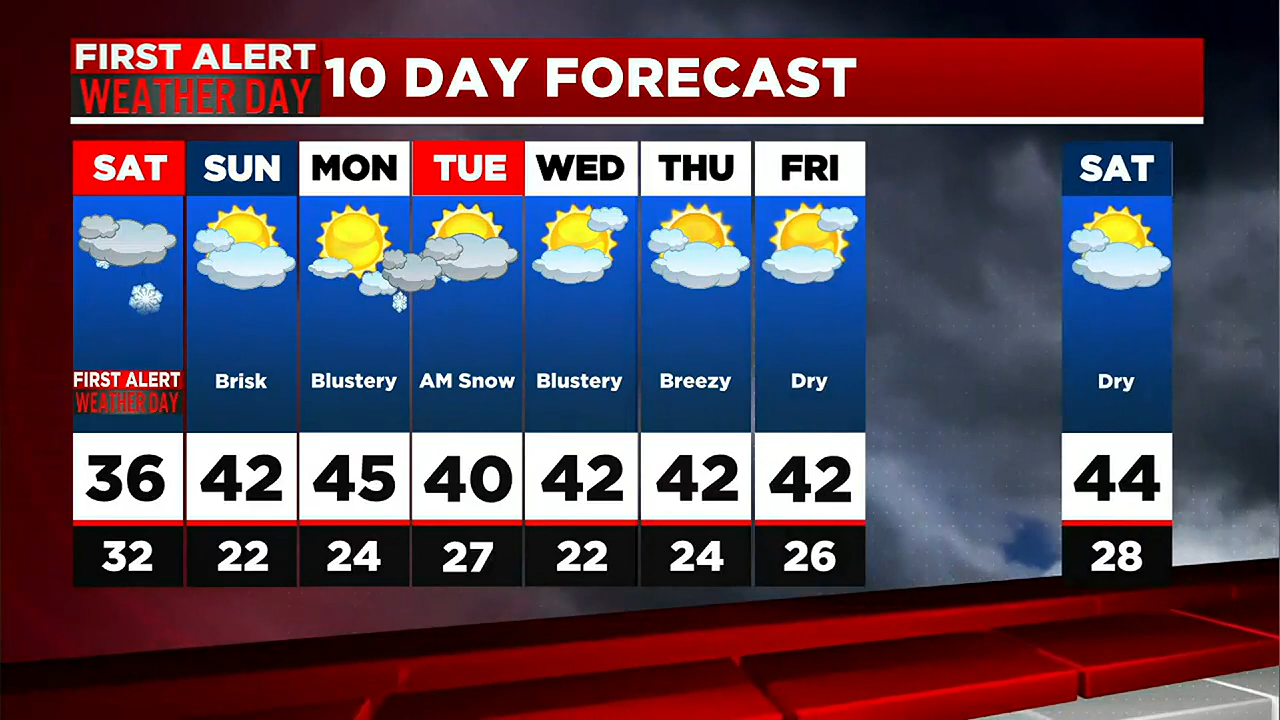 FIRST ALERT
WEATHER DAY
10 DAY FORECAST
SAT SUN MON TUE WED THU FRI SAT
FIRST ALERT
WEATHER DAY
Brisk Blustery AM Snow Blustery Breezy Dry Dry
36 42 45 40 42 42 42 44
32 22 24 27 22 24 26 28